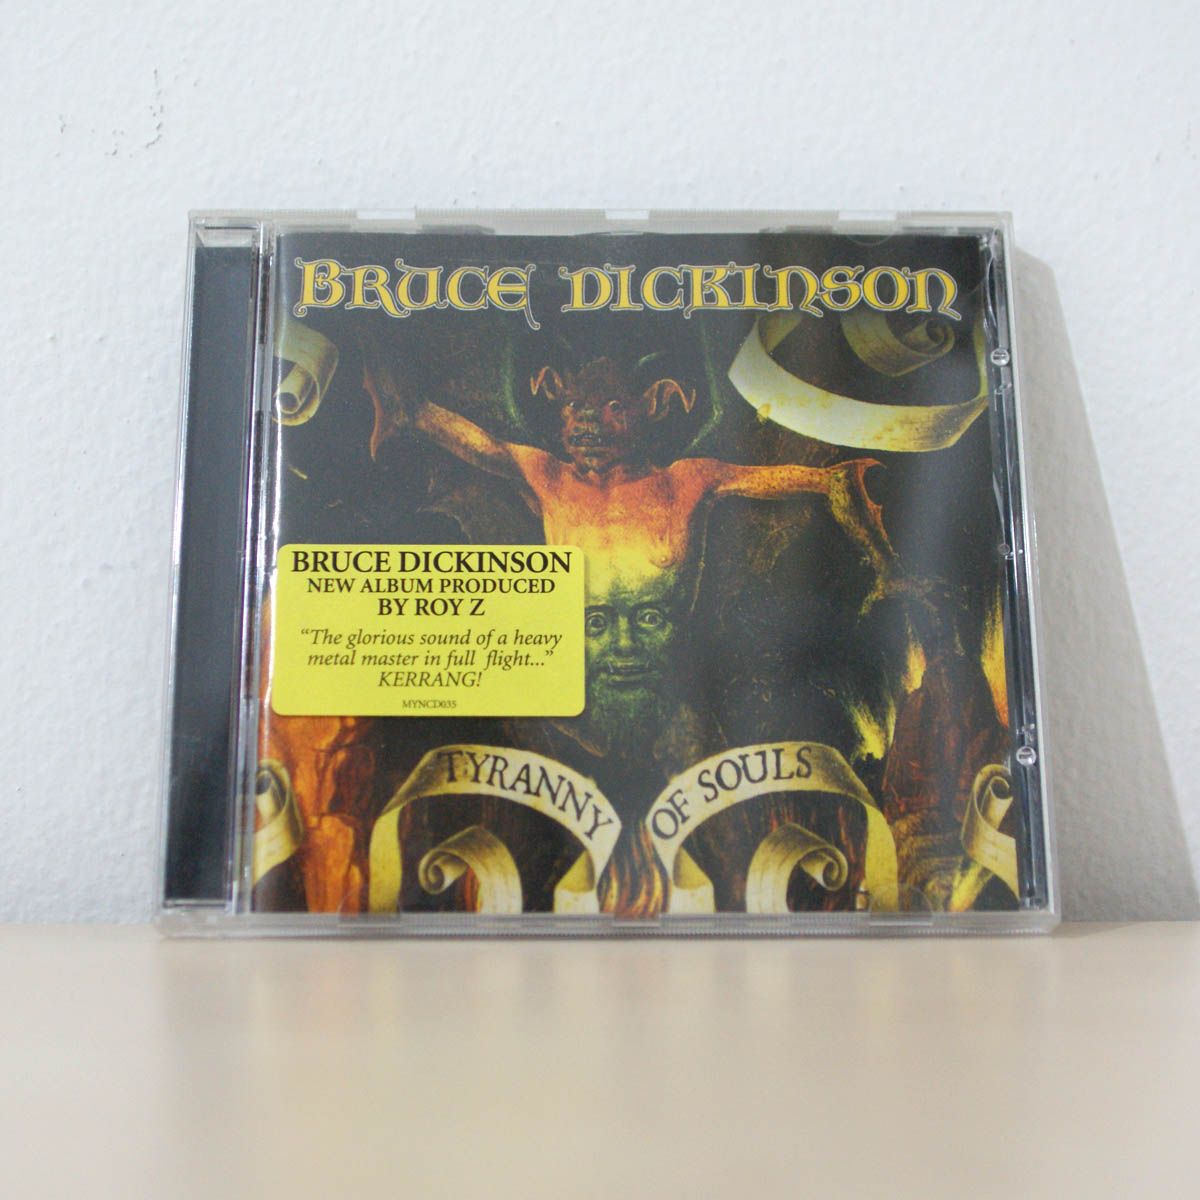 BRUCE DICKINSON
BRUCE DICKINSON
NEW ALBUM PRODUCED
BY ROY Z
“The glorious sound of a heavy
metal master in full flight...”
KERRANG!
MYNCD035
TYRANNY OF SOULS